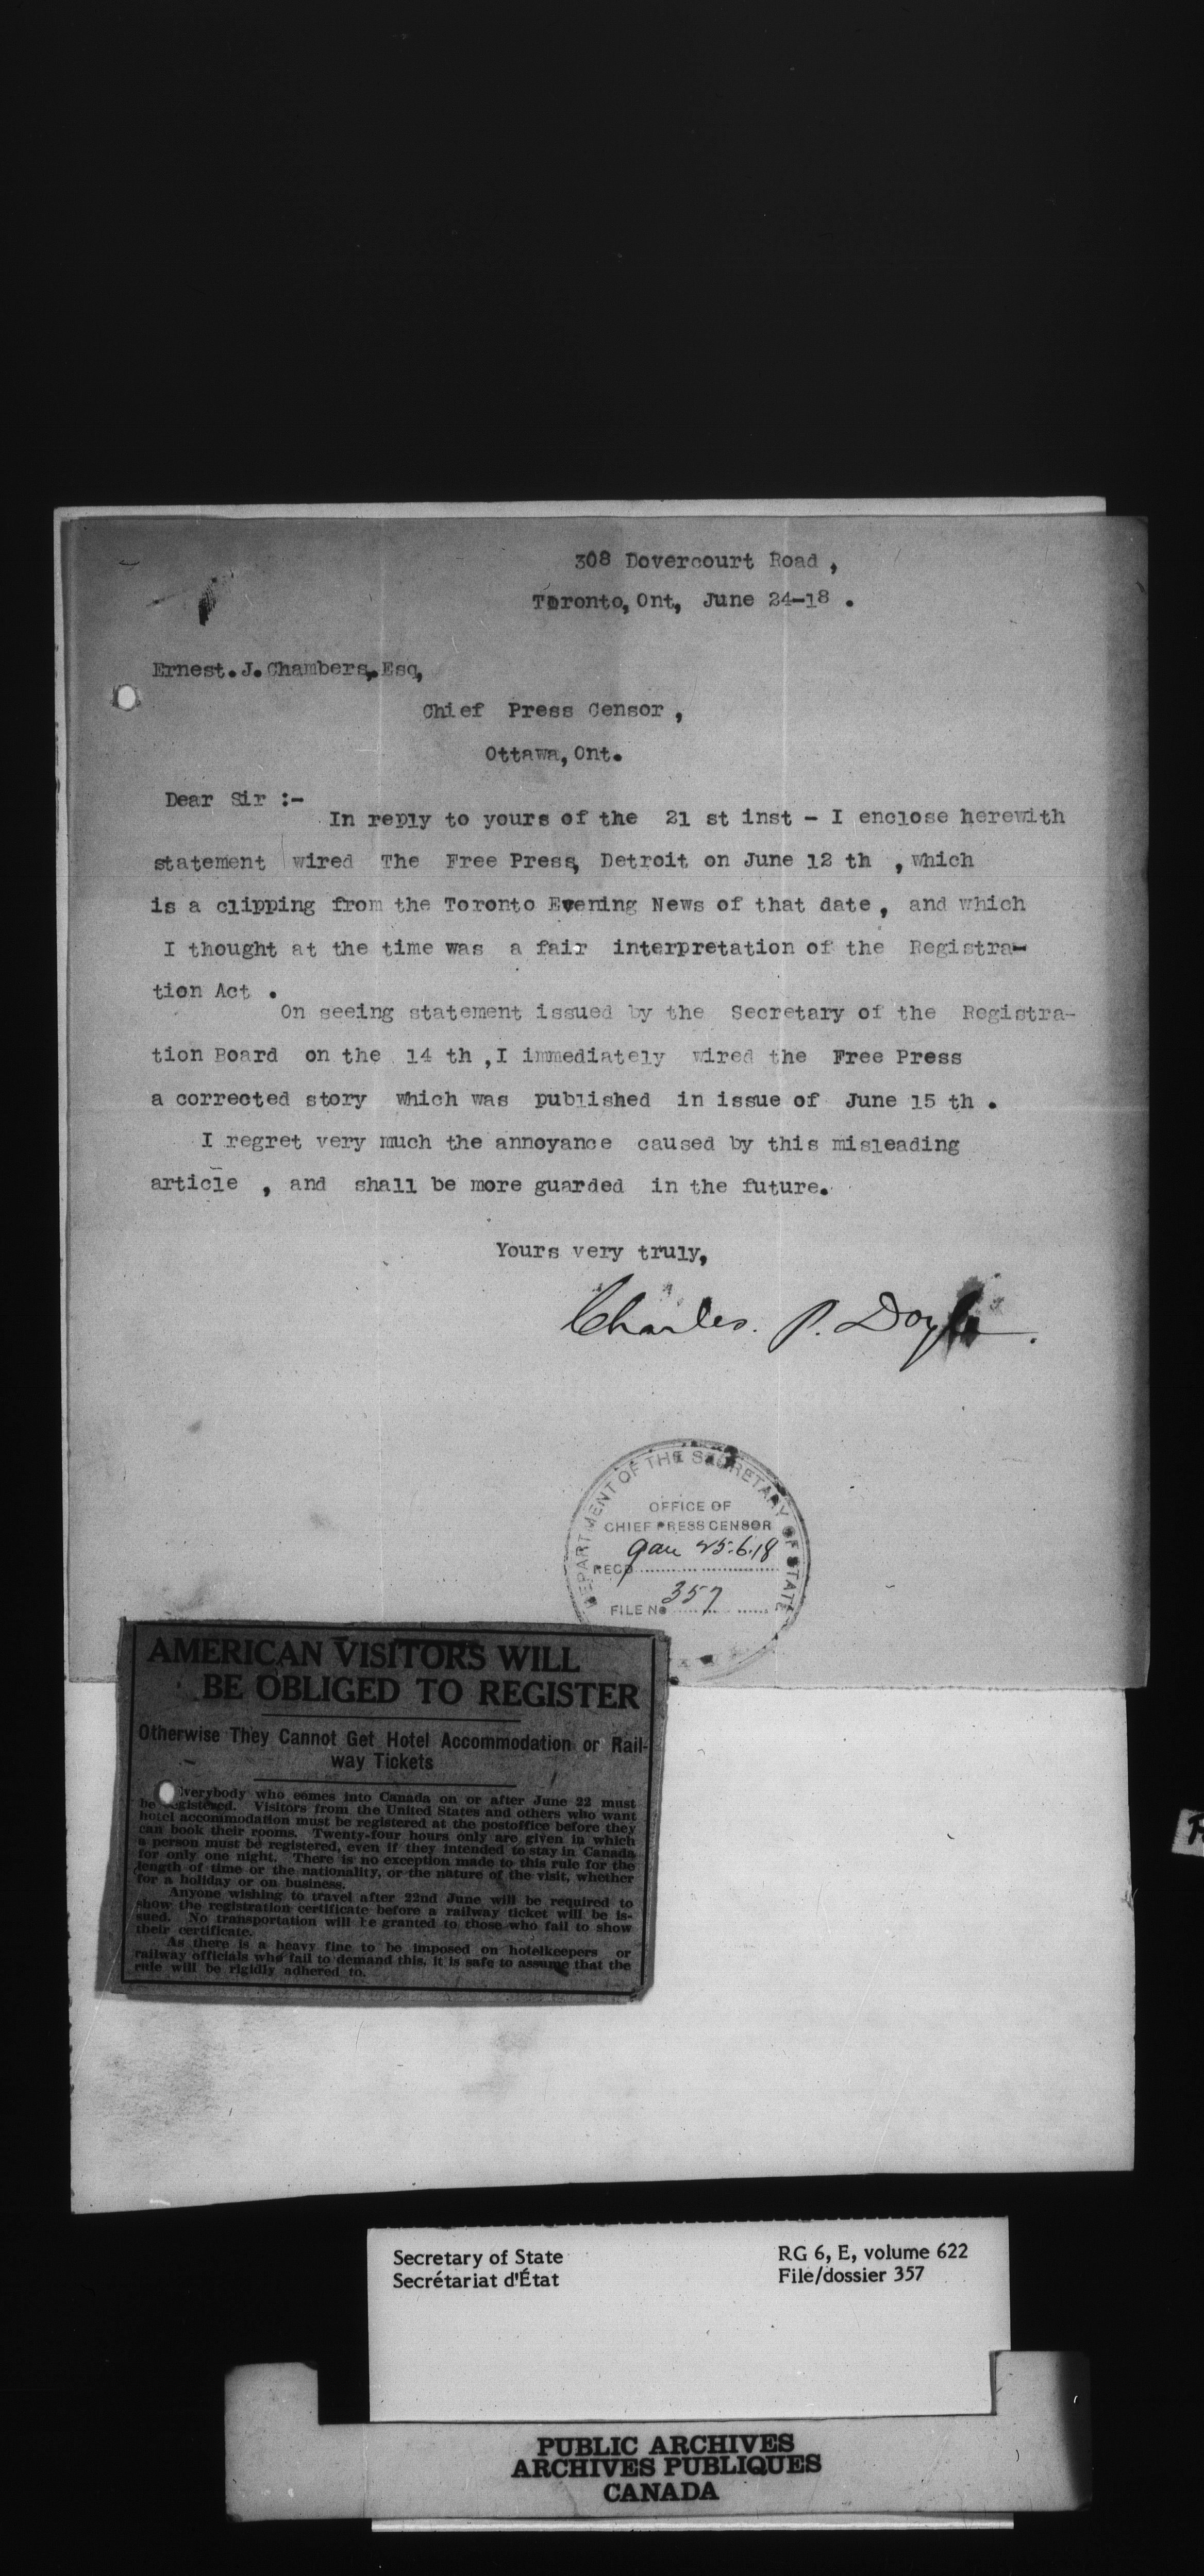 308 Dovercourt Road ,
Toronto, Ont, June 24-18 .
Ernest. J. Chambers, Esq,
Chief Press Censor ,
Ottawa, Ont.
Dear Sir :-
In reply to yours of the 21 st inst - I enclose herewith
statement wired The Free Press, Detroit on June 12 th , which
is a clipping from the Toronto Evening News of that date , and which
I thought at the time was a fair interpretation of the Registra-
tion Act .
On seeing statement issued by the Secretary of the Registra-
tion Board on the 14 th , I immediately wired the Free Press
a corrected story which was published in issue of June 15 th .
I regret very much the annoyance caused by this misleading
article , and shall be more guarded in the future.
Yours very truly,
Charles. P. Doyle.
DEPARTMENT OF THE SECRETARY OF STATE
OFFICE OF
CHIEF PRESS CENSOR
RECD 25.6.18
FILE No 357
AMERICAN VISITORS WILL
BE OBLIGED TO REGISTER
Otherwise They Cannot Get Hotel Accommodation or Rail-
way Tickets
Everybody who comes into Canada on or after June 22 must
be registered. Visitors from the United States and others who want
hotel accommodation must be registered at the postoffice before they
can book their rooms. Twenty-four hours only are given in which
a person must be registered, even if they intended to stay in Canada
for only one night. There is no exception made to this rule for the
length of time or the nationality, or the nature of the visit, whether
for a holiday or on business.
Anyone wishing to travel after 22nd June will be required to
show the registration certificate before a railway ticket will be is-
sued. No transportation will be granted to those who fail to show
their certificate.
As there is a heavy fine to be imposed on hotelkeepers or
railway officials who fail to demand this, it is safe to assume that the
rule will be rigidly adhered to.
Secretary of State
Secrétariat d'État
RG 6, E, volume 622
File/dossier 357
PUBLIC ARCHIVES
ARCHIVES PUBLIQUES
CANADA